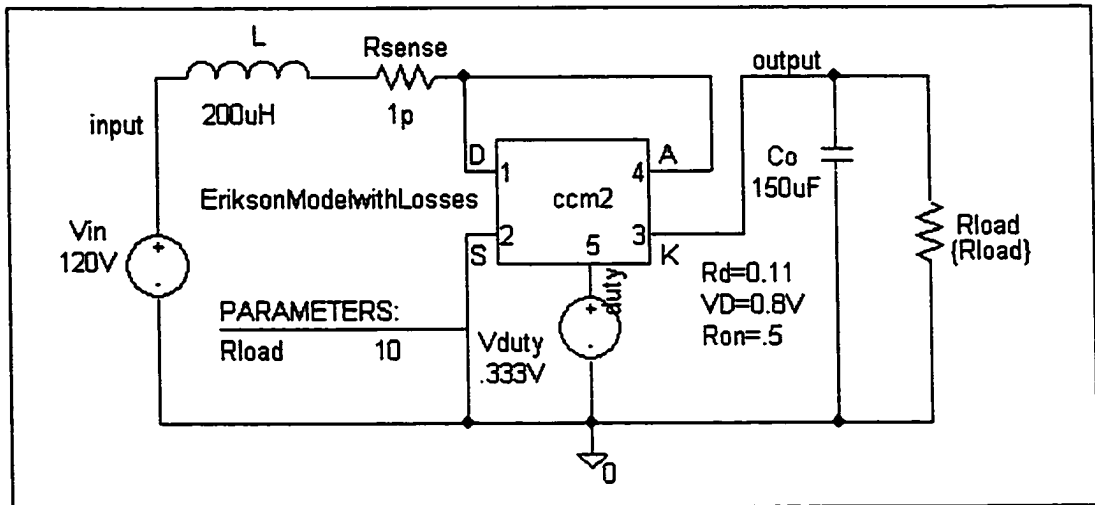 L
Rsense
output
input
200uH
1p
D
A
1
4
Co
150uF
EriksonModelwithLosses
ccm2
Vin
120V
2
5
3
S
K
Rload
{Rload}
duty
Rd=0.11
VD=0.8V
Ron=.5
PARAMETERS:
Rload 10
Vduty
.333V
0